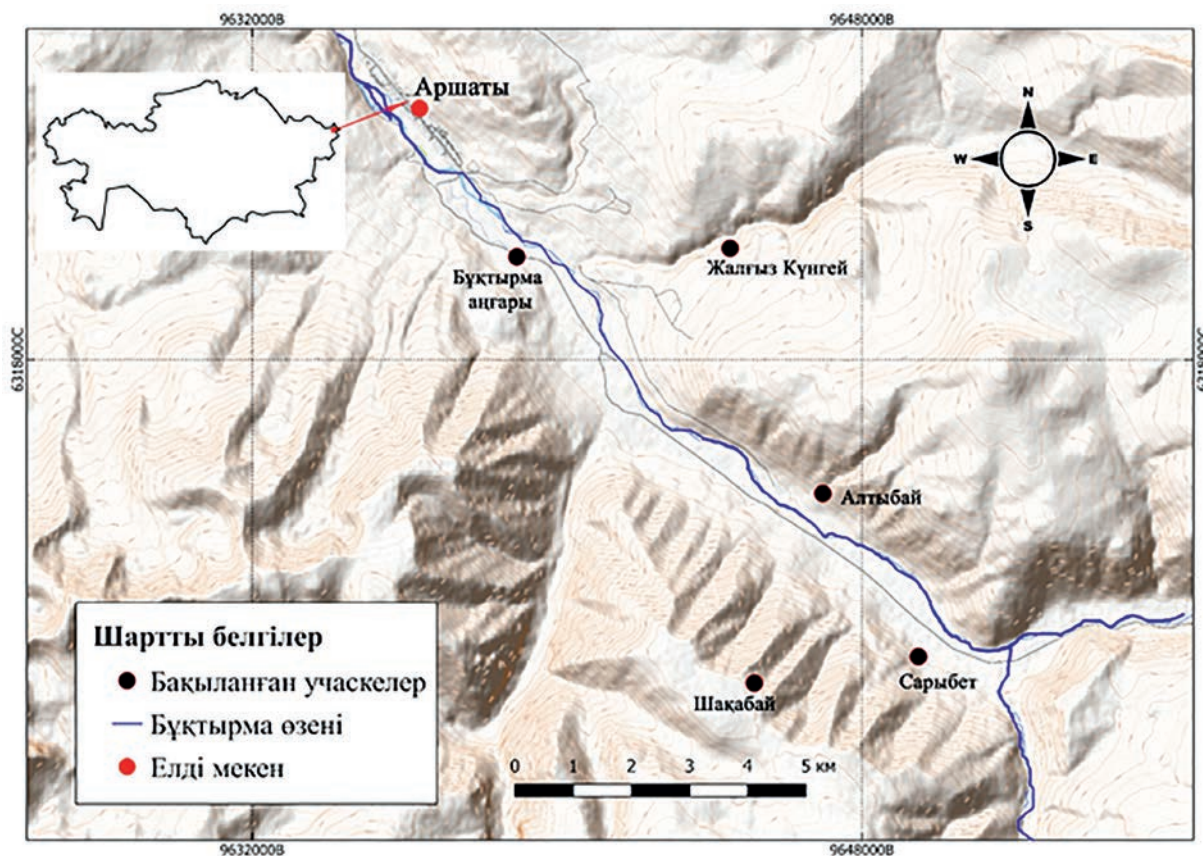 9632000В
9648000В
Аршаты
N
W
E
S
Бұқтырма
аңғары
Жалғыз Күнгей
6318000С
6318000С
Алтыбай
Сарыбет
Шақабай
Шартты белгілер
Бақыланған учаскелер
Бұқтырма өзені
Елді мекен
0 1 2 3 4 5 км
9632000В
9648000В